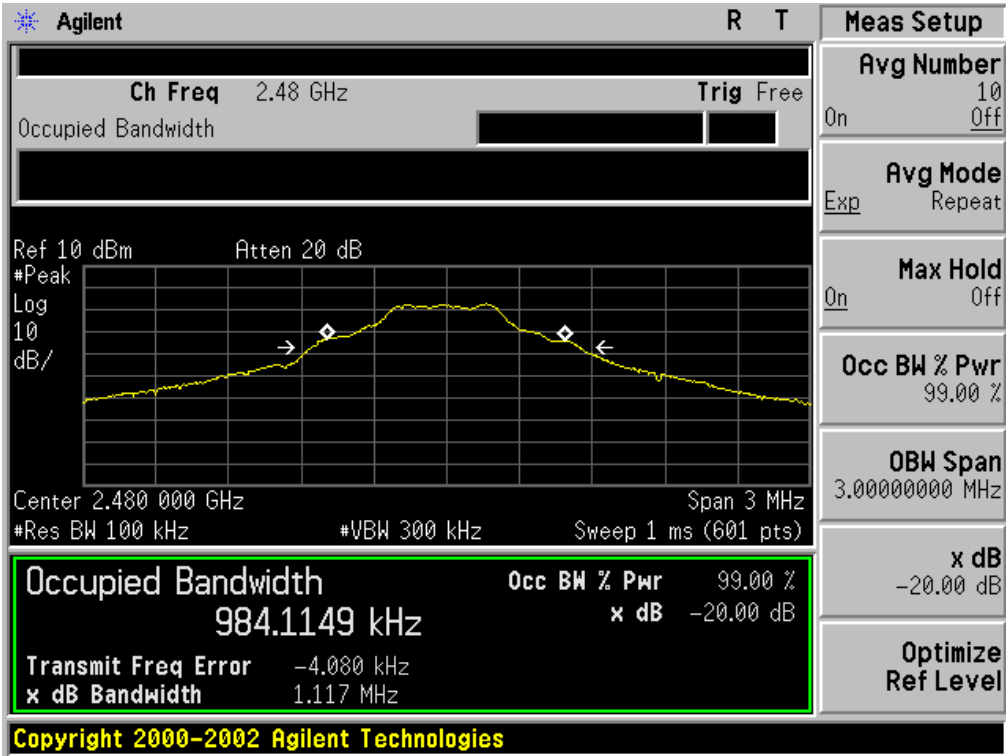 Agilent R T
Ch Freq 2.48 GHz Trig Free
Occupied Bandwidth
Ref 10 dBm Atten 20 dB
#Peak
Log
10
dB/
Center 2.480 000 GHz Span 3 MHz
#Res BW 100 kHz #VBW 300 kHz Sweep 1 ms (601 pts)
Occupied Bandwidth
984.1149 kHz
Occ BW % Pwr 99.00 %
x dB -20.00 dB
Transmit Freq Error -4.080 kHz
x dB Bandwidth 1.117 MHz
Copyright 2000-2002 Agilent Technologies
Meas Setup
Avg Number
10
On Off
Avg Mode
Exp Repeat
Max Hold
On Off
Occ BW % Pwr
99.00 %
OBW Span
3.00000000 MHz
x dB
-20.00 dB
Optimize
Ref Level